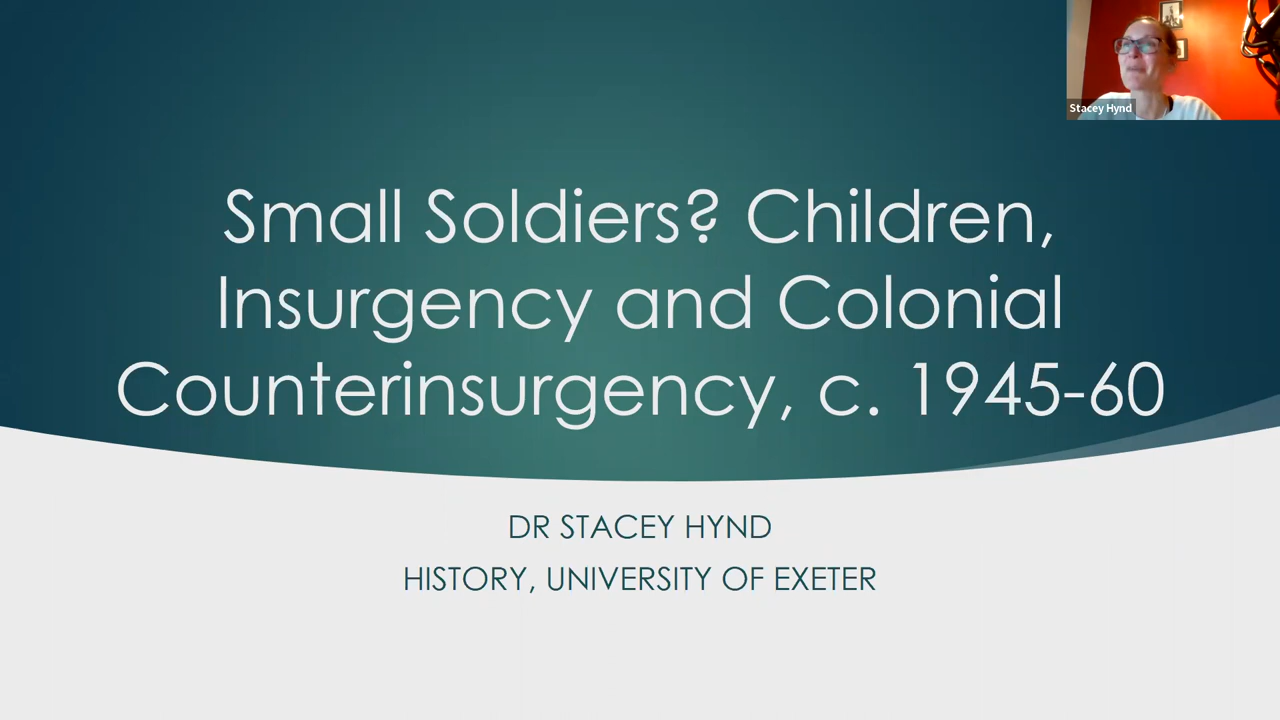 Stacey Hynd
Small Soldiers? Children,
Insurgency and Colonial
Counterinsurgency, c. 1945-60
DR STACEY HYND
HISTORY, UNIVERSITY OF EXETER